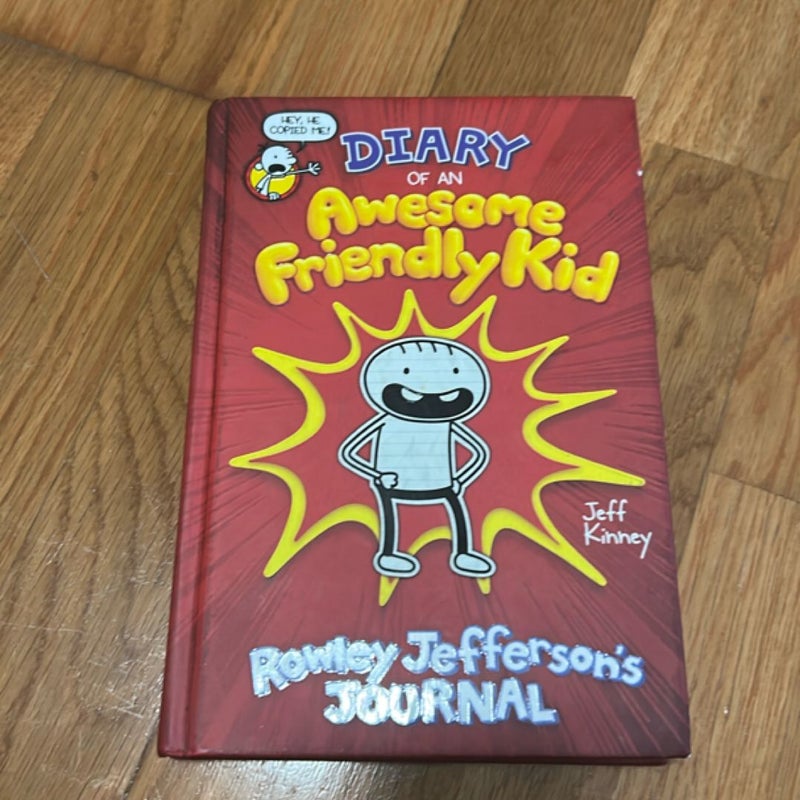 HEY, HE
COPIED ME!
DIARY
OF AN
Awesome
Friendly Kid
Jeff
Kinney
Rowley Jefferson's
JOURNAL